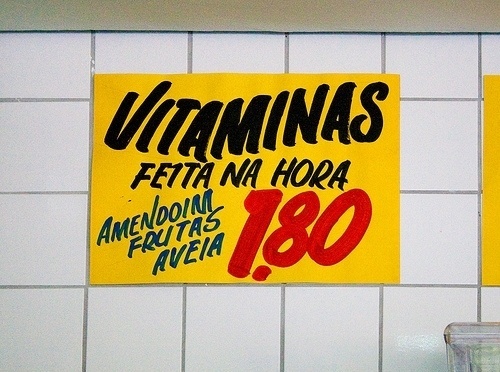 VITAMINAS
FEITA NA HORA
AMENDOIM
FRUTAS
AVEIA
1.80